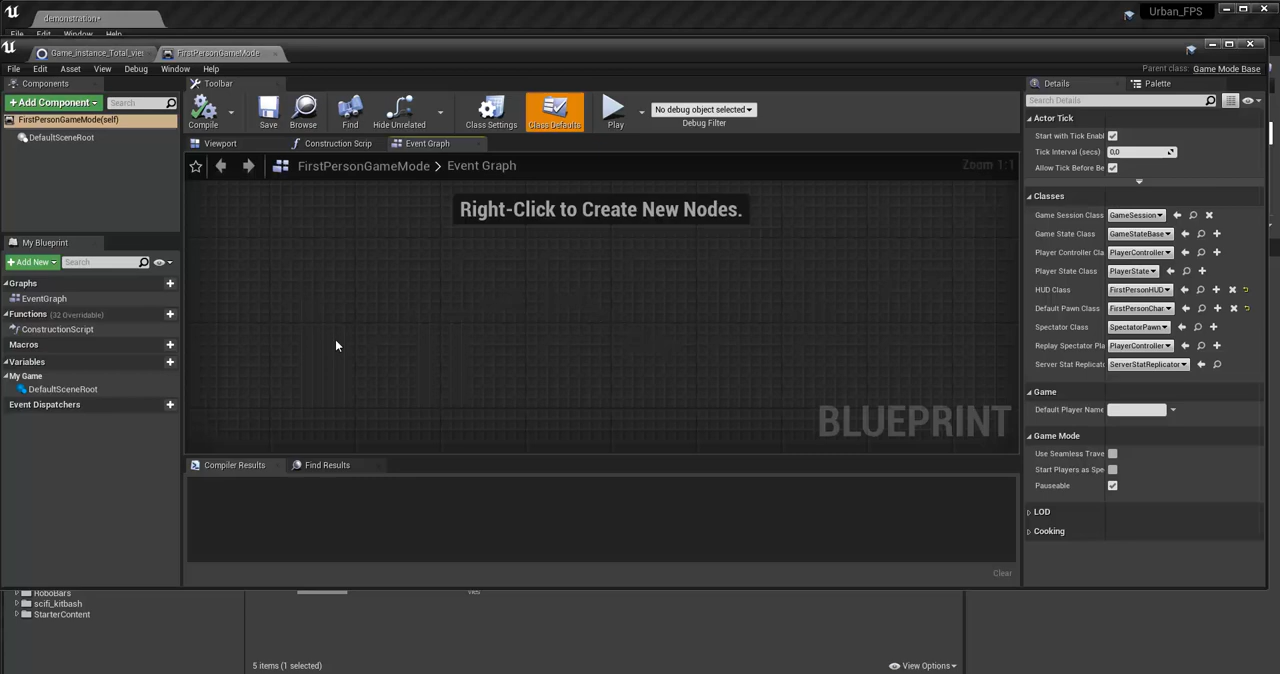 demonstration*
Urban_FPS
File Edit Window Help
Game_instance_Total_vie
FirstPersonGameMode
File Edit Asset View Debug Window Help
Parent class: Game Mode Base
Components
Toolbar
Details
Palette
+Add Component
Search
FirstPersonGameMode(self)
DefaultSceneRoot
Compile
Save
Browse
Find
Hide Unrelated
Class Settings
Class Defaults
Play
No debug object selected
Debug Filter
Viewport
Construction Scrip
Event Graph
FirstPersonGameMode > Event Graph
Zoom 1:1
Right-Click to Create New Nodes.
BLUEPRINT
My Blueprint
+Add New
Search
Graphs
EventGraph
Functions (32 Overridable)
ConstructionScript
Macros
Variables
My Game
DefaultSceneRoot
Event Dispatchers
Compiler Results
Find Results
Clear
Search Details
Actor Tick
Start with Tick Enabl
Tick Interval (secs) 0,0
Allow Tick Before Be
Classes
Game Session Class GameSession
Game State Class GameStateBase
Player Controller Cla PlayerController
Player State Class PlayerState
HUD Class FirstPersonHUD
Default Pawn Class FirstPersonChar
Spectator Class SpectatorPawn
Replay Spectator Pla PlayerController
Server Stat Replicato ServerStatReplicator
Game
Default Player Name
Game Mode
Use Seamless Trave
Start Players as Spe
Pauseable
LOD
Cooking
RoboBars
scifi_kitbash
StarterContent
Yes
5 items (1 selected)
View Options